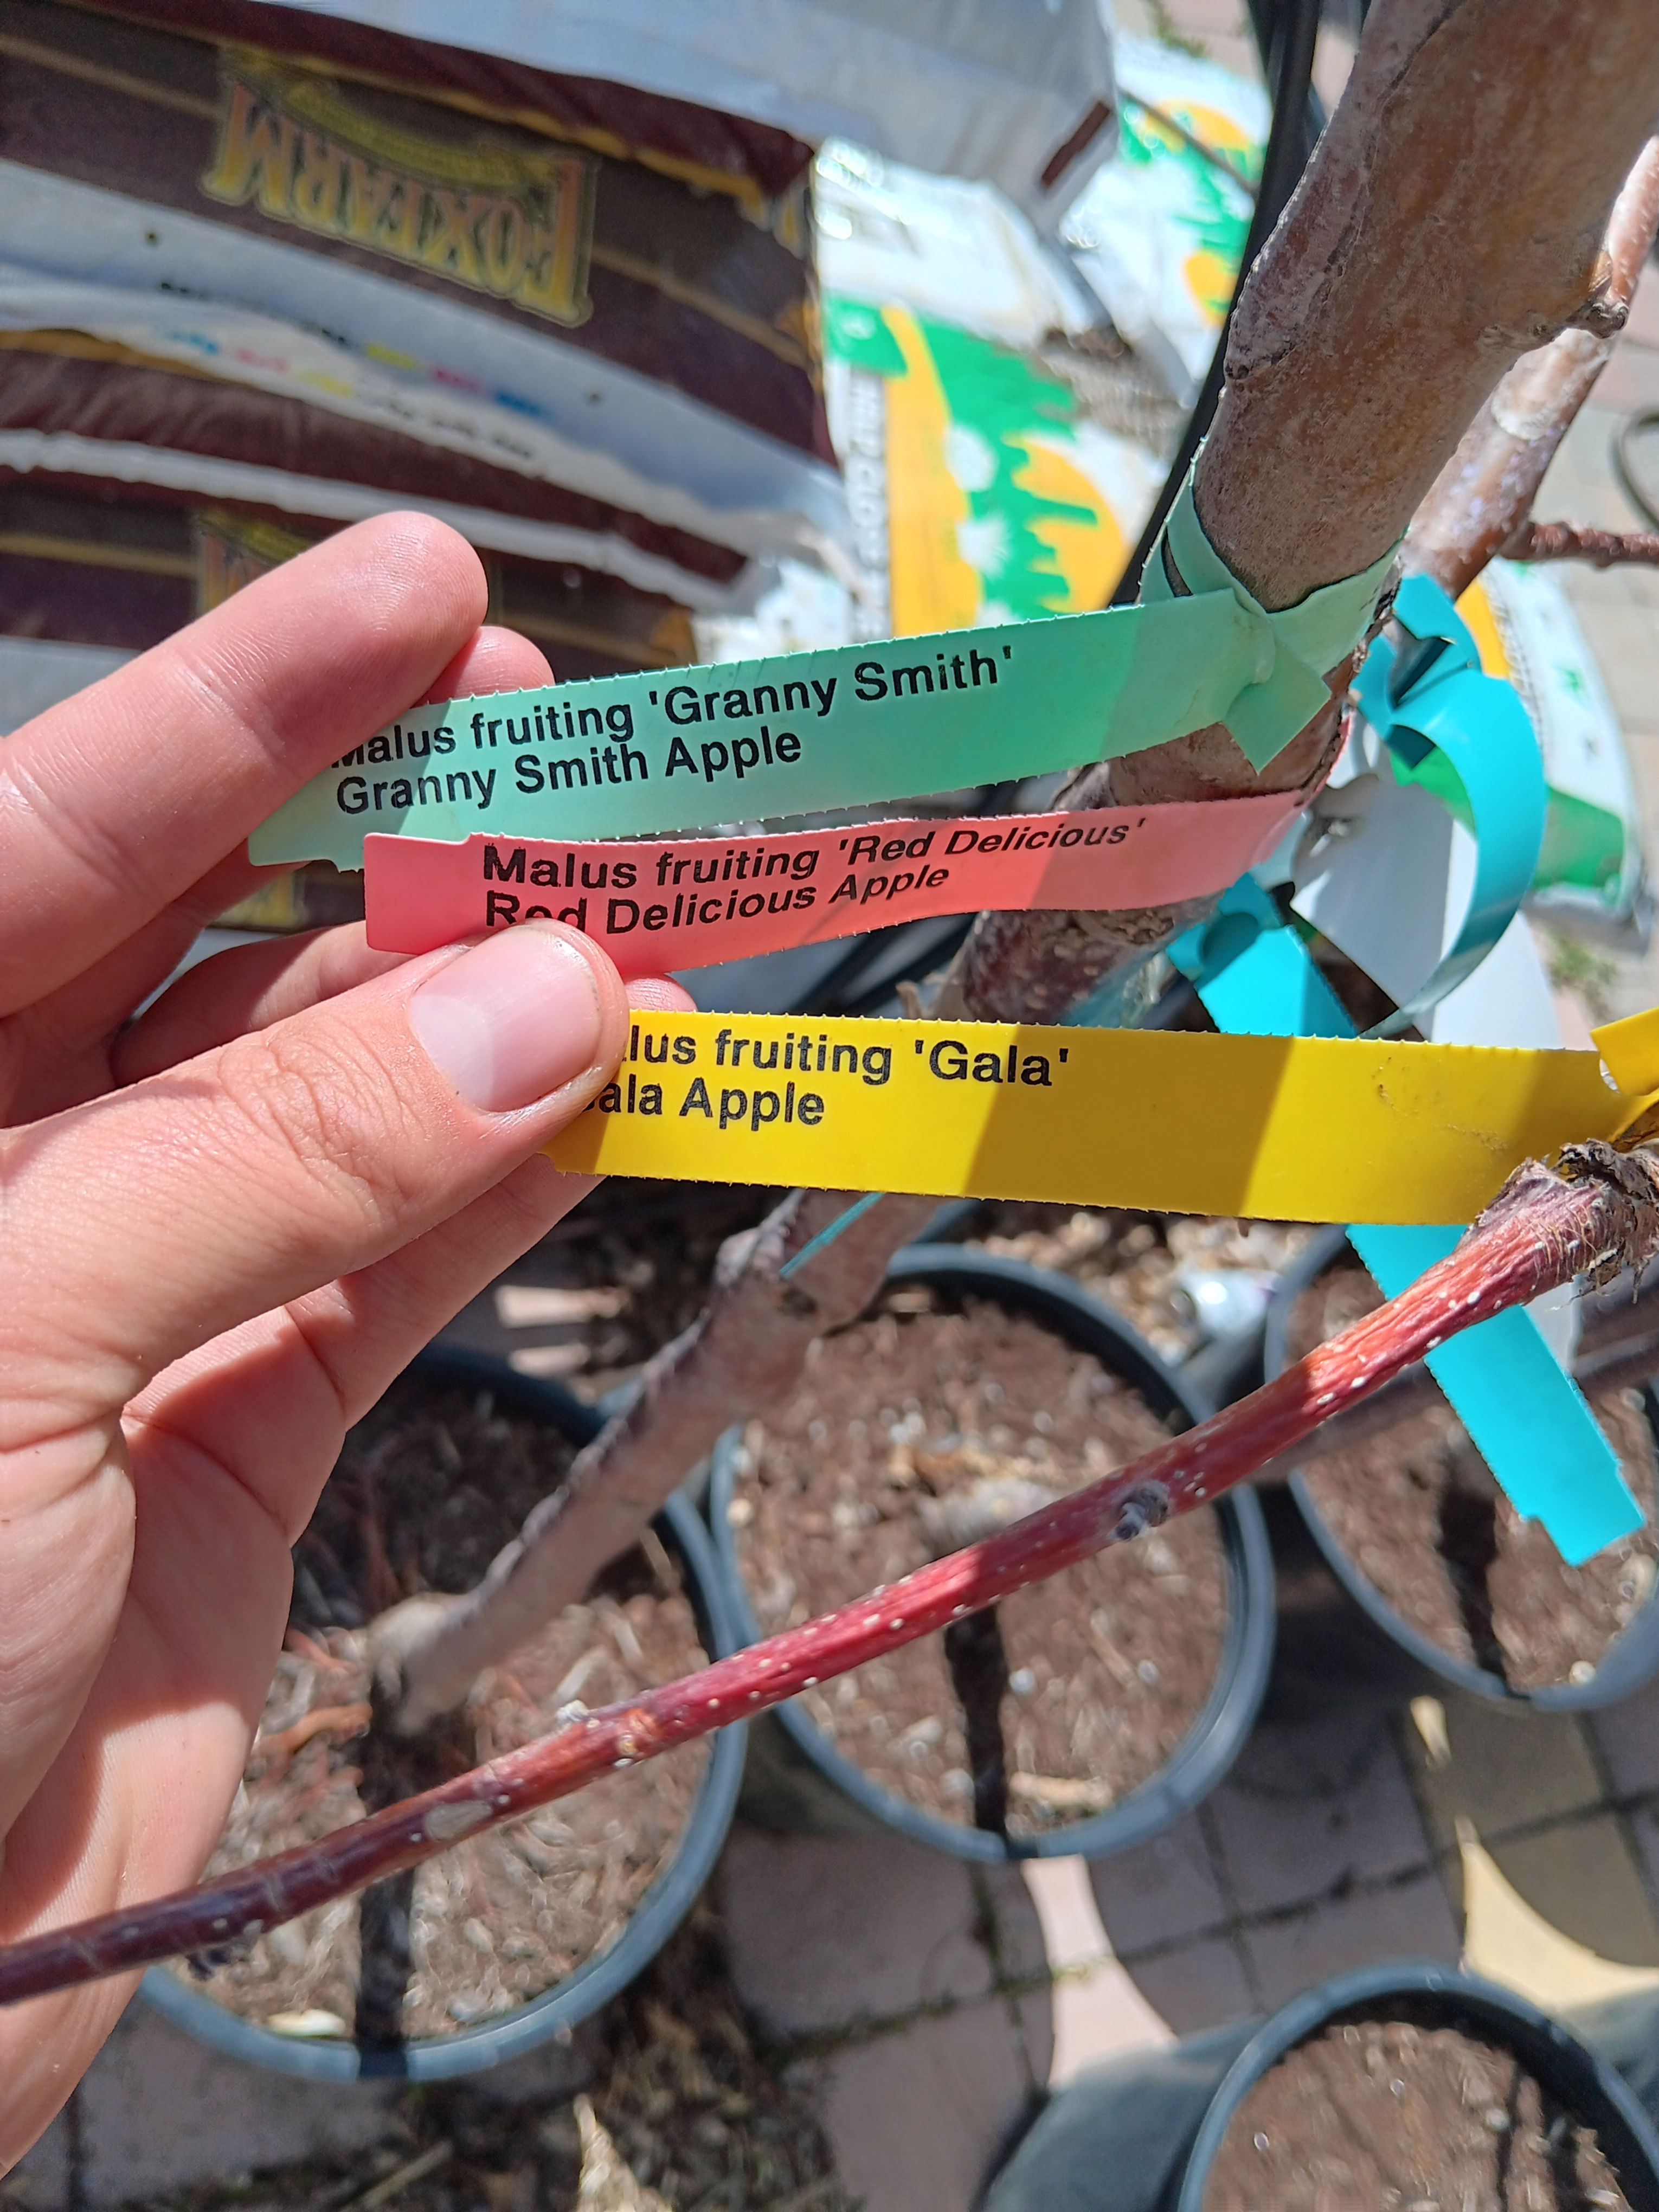 FOXFARM
Malus fruiting 'Granny Smith'
Granny Smith Apple
Malus fruiting 'Red Delicious'
Red Delicious Apple
lus fruiting 'Gala'
ala Apple